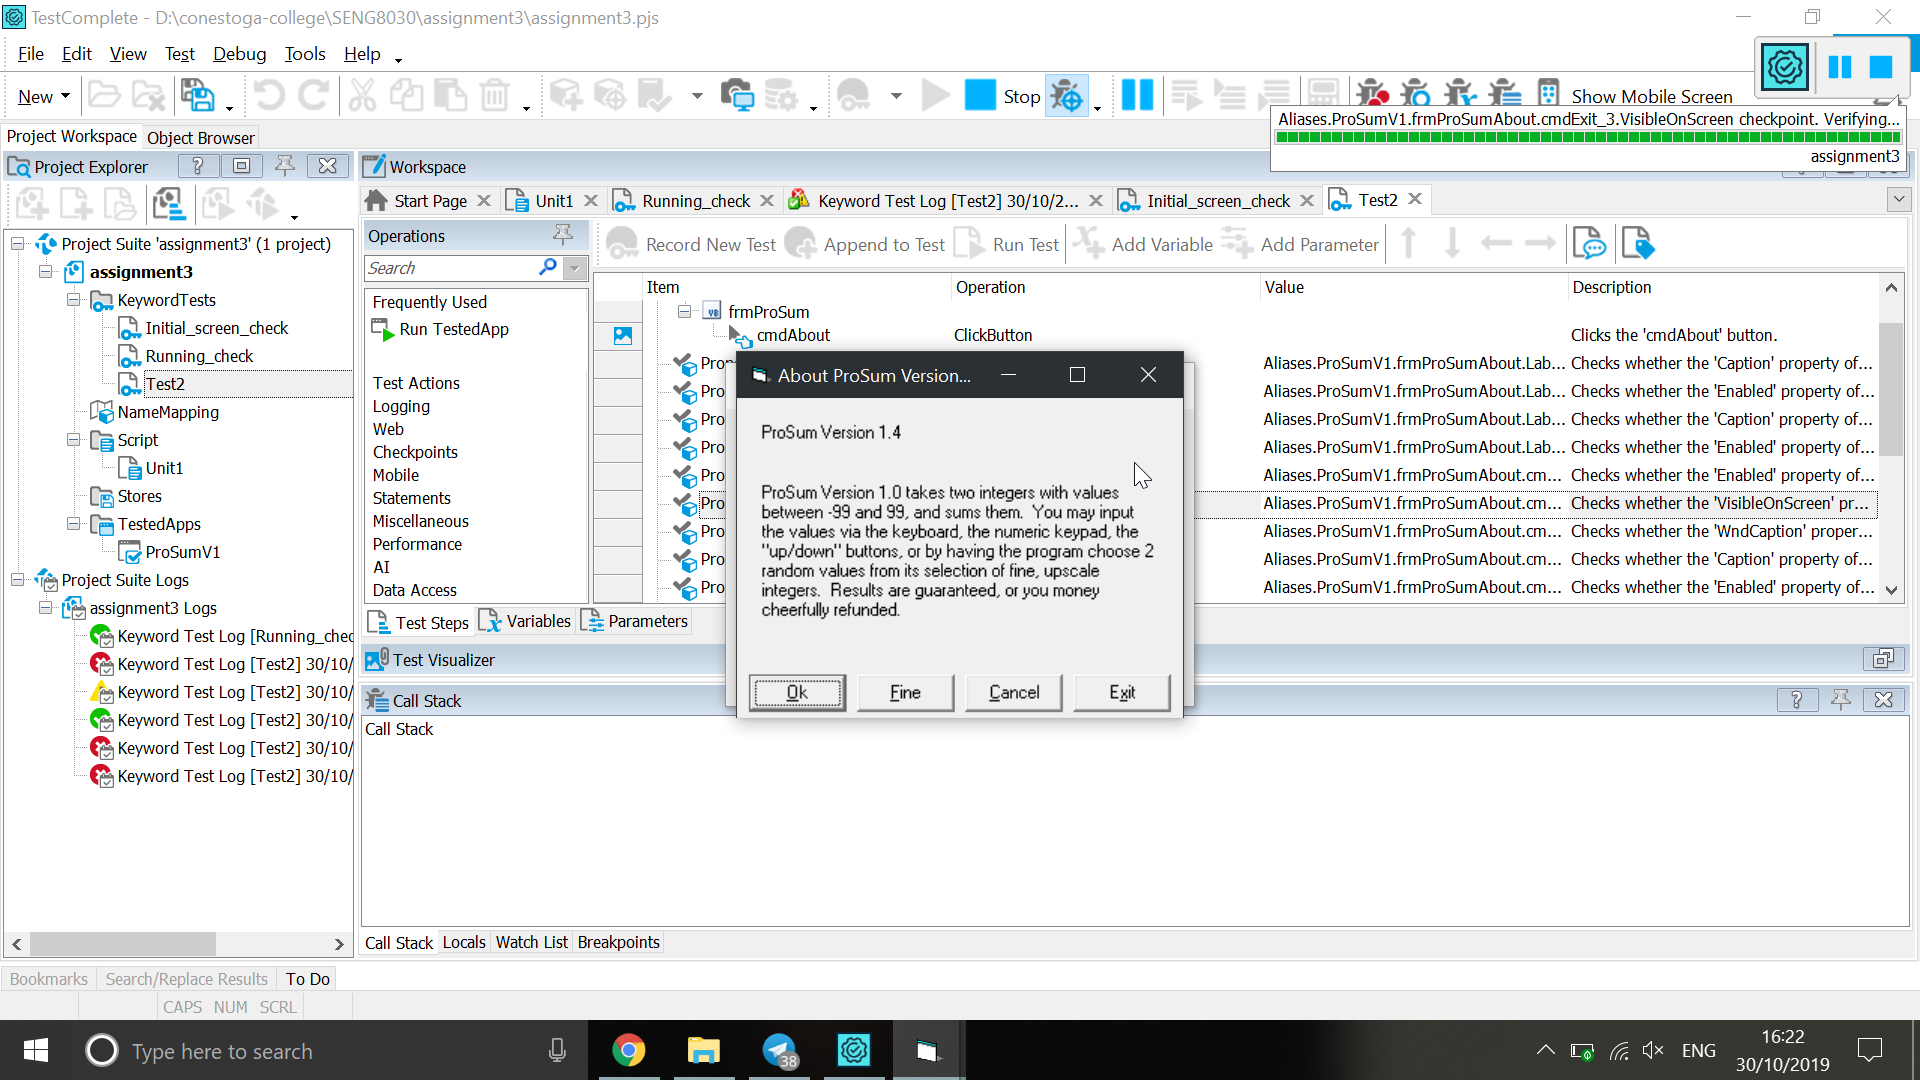 TestComplete - D:\conestoga-college\SENG8030\assignment3\assignment3.pjs
File Edit View Test Debug Tools Help
New Stop Show Mobile Screen
Aliases.ProSumV1.frmProSumAbout.cmdExit_3.VisibleOnScreen checkpoint. Verifying...
assignment3
Project Workspace Object Browser
Project Explorer
Project Suite 'assignment3' (1 project)
assignment3
KeywordTests
Initial_screen_check
Running_check
Test2
NameMapping
Script
Unit1
Stores
TestedApps
ProSumV1
Project Suite Logs
assignment3 Logs
Keyword Test Log [Running_chec
Keyword Test Log [Test2] 30/10/
Keyword Test Log [Test2] 30/10/
Keyword Test Log [Test2] 30/10/
Keyword Test Log [Test2] 30/10/
Keyword Test Log [Test2] 30/10/
Workspace
Start Page Unit1 Running_check Keyword Test Log [Test2] 30/10/2... Initial_screen_check Test2
Operations
Search
Frequently Used
Run TestedApp
Test Actions
Logging
Web
Checkpoints
Mobile
Statements
Miscellaneous
Performance
AI
Data Access
Record New Test Append to Test Run Test Add Variable Add Parameter
Item Operation Value Description
frmProSum
cmdAbout ClickButton Clicks the 'cmdAbout' button.
Pro Aliases.ProSumV1.frmProSumAbout.Lab... Checks whether the 'Caption' property of...
Pro Aliases.ProSumV1.frmProSumAbout.Lab... Checks whether the 'Enabled' property of...
Pro Aliases.ProSumV1.frmProSumAbout.Lab... Checks whether the 'Caption' property of...
Pro Aliases.ProSumV1.frmProSumAbout.Lab... Checks whether the 'Enabled' property of...
Pro Aliases.ProSumV1.frmProSumAbout.cm... Checks whether the 'Enabled' property of...
Pro Aliases.ProSumV1.frmProSumAbout.cm... Checks whether the 'VisibleOnScreen' pr...
Pro Aliases.ProSumV1.frmProSumAbout.cm... Checks whether the 'WndCaption' proper...
Pro Aliases.ProSumV1.frmProSumAbout.cm... Checks whether the 'Caption' property of...
Pro Aliases.ProSumV1.frmProSumAbout.cm... Checks whether the 'Enabled' property of...
About ProSum Version...
ProSum Version 1.4
ProSum Version 1.0 takes two integers with values
between -99 and 99, and sums them. You may input
the values via the keyboard, the numeric keypad, the
"up/down" buttons, or by having the program choose 2
random values from its selection of fine, upscale
integers. Results are guaranteed, or you money
cheerfully refunded.
Ok Fine Cancel Exit
Test Steps Variables Parameters
Test Visualizer
Call Stack
Call Stack
Call Stack Locals Watch List Breakpoints
Bookmarks Search/Replace Results To Do
CAPS NUM SCRL
Type here to search
38
ENG
16:22
30/10/2019